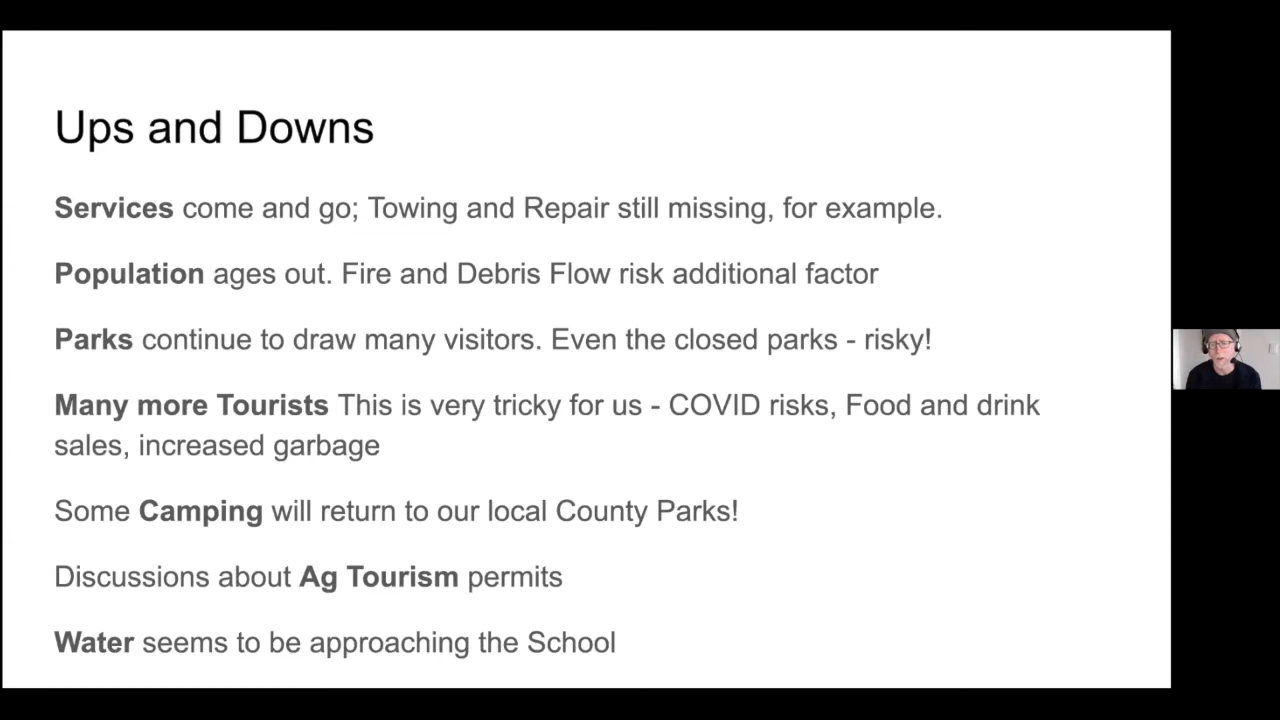 Ups and Downs
Services come and go; Towing and Repair still missing, for example.
Population ages out. Fire and Debris Flow risk additional factor
Parks continue to draw many visitors. Even the closed parks - risky!
Many more Tourists This is very tricky for us - COVID risks, Food and drink
sales, increased garbage
Some Camping will return to our local County Parks!
Discussions about Ag Tourism permits
Water seems to be approaching the School